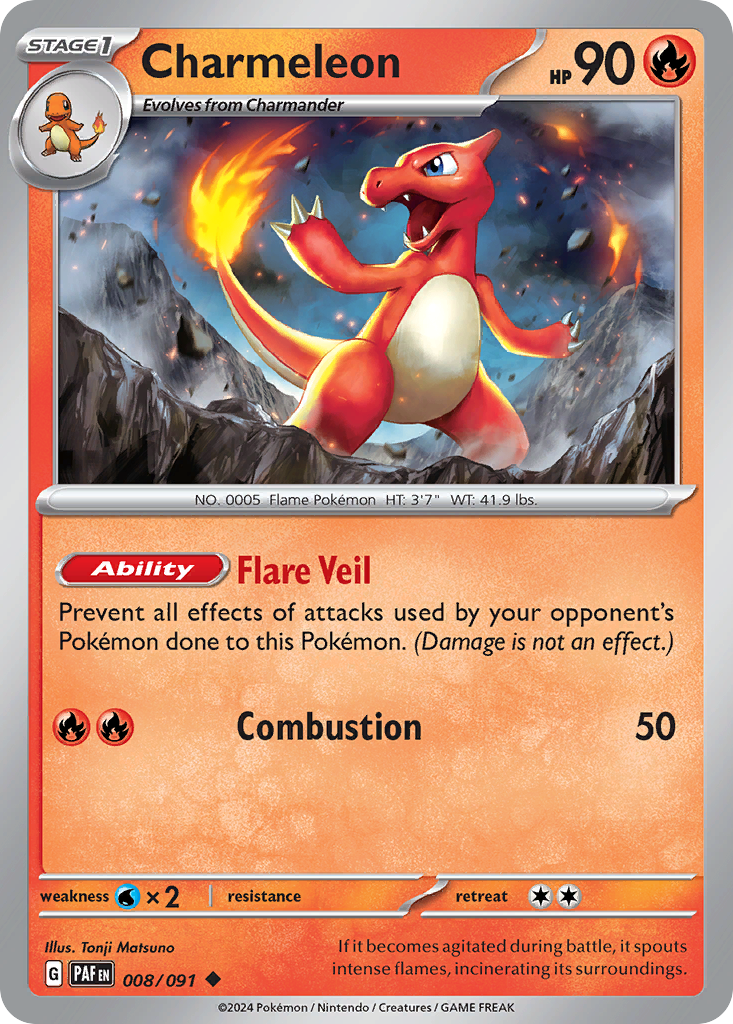 STAGE1
Charmeleon
HP 90
Evolves from Charmander
NO. 0005 Flame Pokémon HT: 3'7" WT: 41.9 lbs.
Ability Flare Veil
Prevent all effects of attacks used by your opponent's
Pokémon done to this Pokémon. (Damage is not an effect.)
Combustion 50
weakness ×2 resistance retreat
Illus. Tonji Matsuno
If it becomes agitated during battle, it spouts
intense flames, incinerating its surroundings.
G PAF EN 008/091
©2024 Pokémon / Nintendo / Creatures / GAME FREAK